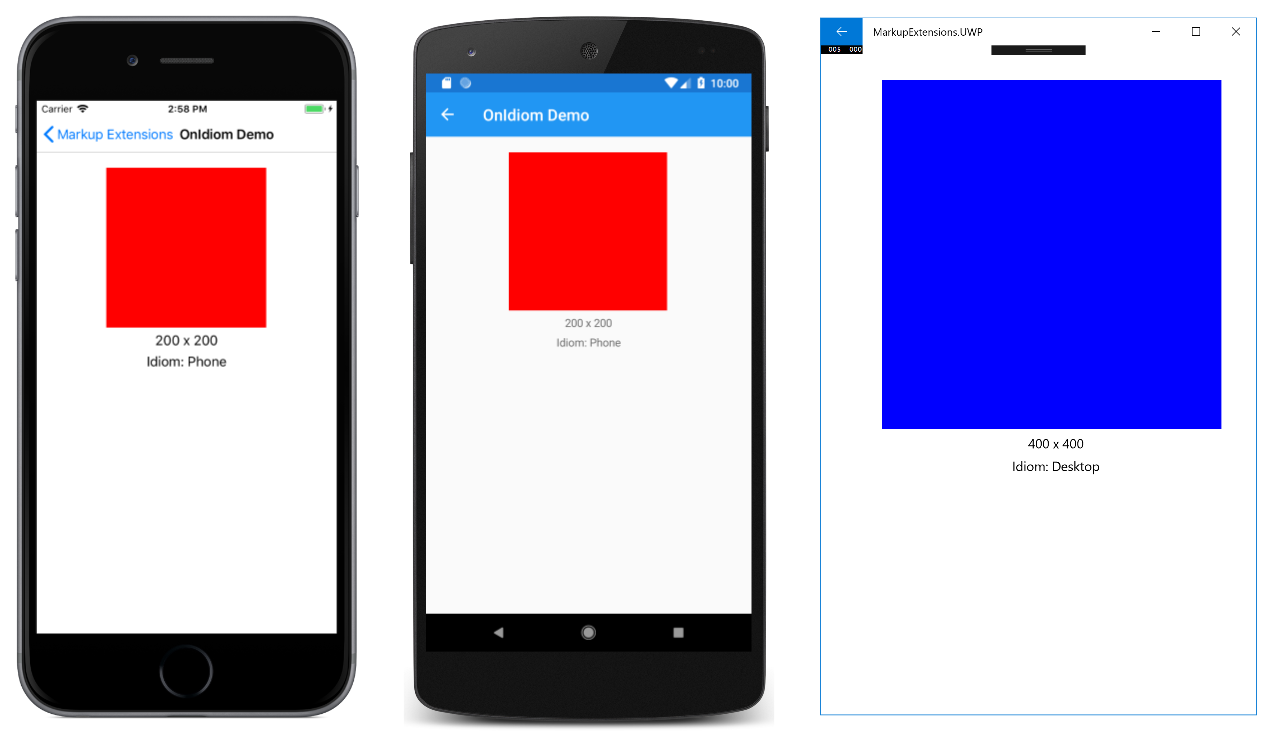 Carrier 2:58 PM
Markup Extensions OnIdiom Demo
200 x 200
Idiom: Phone
10:00
OnIdiom Demo
200 x 200
Idiom: Phone
MarkupExtensions.UWP
005 000
400 x 400
Idiom: Desktop